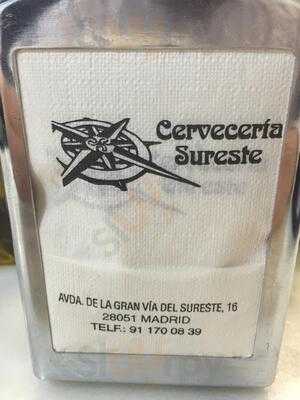 Cervecería
Sureste
AVDA. DE LA GRAN VÍA DEL SURESTE, 16
28051 MADRID
TELF.: 91 170 08 39